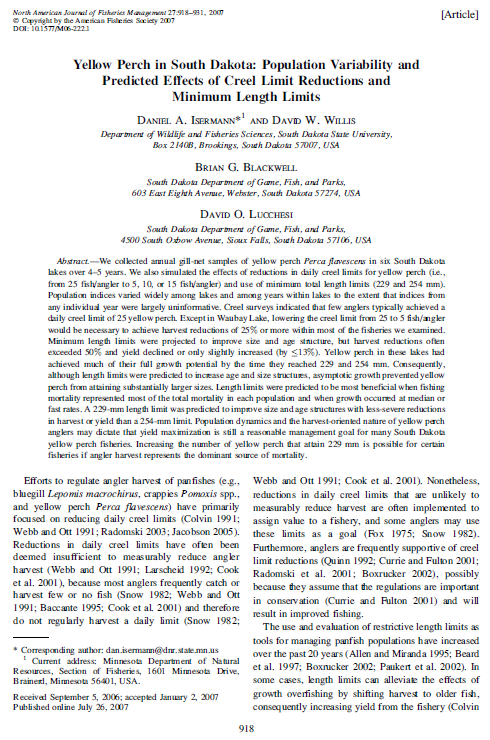 North American Journal of Fisheries Management 27:918–931, 2007
© Copyright by the American Fisheries Society 2007
DOI: 10.1577/M06-222.1
[Article]
Yellow Perch in South Dakota: Population Variability and
Predicted Effects of Creel Limit Reductions and
Minimum Length Limits
DANIEL A. ISERMANN*1 AND DAVID W. WILLIS
Department of Wildlife and Fisheries Sciences, South Dakota State University,
Box 2140B, Brookings, South Dakota 57007, USA
BRIAN G. BLACKWELL
South Dakota Department of Game, Fish, and Parks,
603 East Eighth Avenue, Webster, South Dakota 57274, USA
DAVID O. LUCCHESI
South Dakota Department of Game, Fish, and Parks,
4500 South Oxbow Avenue, Sioux Falls, South Dakota 57106, USA
Abstract.—We collected annual gill-net samples of yellow perch Perca flavescens in six South Dakota
lakes over 4–5 years. We also simulated the effects of reductions in daily creel limits for yellow perch (i.e.,
from 25 fish/angler to 5, 10, or 15 fish/angler) and use of minimum total length limits (229 and 254 mm).
Population indices varied widely among lakes and among years within lakes to the extent that indices from
any individual year were largely uninformative. Creel surveys indicated that few anglers typically achieved a
daily creel limit of 25 yellow perch. Except in Waubay Lake, lowering the creel limit from 25 to 5 fish/angler
would be necessary to achieve harvest reductions of 25% or more within most of the fisheries we examined.
Minimum length limits were projected to improve size and age structure, but harvest reductions often
exceeded 50% and yield declined or only slightly increased (by ≤13%). Yellow perch in these lakes had
achieved much of their full growth potential by the time they reached 229 and 254 mm. Consequently,
although length limits were predicted to increase age and size structures, asymptotic growth prevented yellow
perch from attaining substantially larger sizes. Length limits were predicted to be most beneficial when fishing
mortality represented most of the total mortality in each population and when growth occurred at median or
fast rates. A 229-mm length limit was predicted to improve size and age structures with less-severe reductions
in harvest or yield than a 254-mm limit. Population dynamics and the harvest-oriented nature of yellow perch
anglers may dictate that yield maximization is still a reasonable management goal for many South Dakota
yellow perch fisheries. Increasing the number of yellow perch that attain 229 mm is possible for certain
fisheries if angler harvest represents the dominant source of mortality.
Efforts to regulate angler harvest of panfishes (e.g.,
bluegill Lepomis macrochirus, crappies Pomoxis spp.,
and yellow perch Perca flavescens) have primarily
focused on reducing daily creel limits (Colvin 1991;
Webb and Ott 1991; Radomski 2003; Jacobson 2005).
Reductions in daily creel limits have often been
deemed insufficient to measurably reduce angler
harvest (Webb and Ott 1991; Larscheid 1992; Cook
et al. 2001), because most anglers frequently catch or
harvest few or no fish (Snow 1982; Webb and Ott
1991; Baccante 1995; Cook et al. 2001) and therefore
do not regularly harvest a daily limit (Snow 1982;
* Corresponding author: dan.isermann@dnr.state.mn.us
1 Current address: Minnesota Department of Natural
Resources, Section of Fisheries, 1601 Minnesota Drive,
Brainerd, Minnesota 56401, USA.
Received September 5, 2006; accepted January 2, 2007
Published online July 26, 2007
Webb and Ott 1991; Cook et al. 2001). Nonetheless,
reductions in daily creel limits that are unlikely to
measurably reduce harvest are often implemented to
assign value to a fishery, and some anglers may use
these limits as a goal (Fox 1975; Snow 1982).
Furthermore, anglers are frequently supportive of creel
limit reductions (Quinn 1992; Currie and Fulton 2001;
Radomski et al. 2001; Boxrucker 2002), possibly
because they assume that the regulations are important
in conservation (Currie and Fulton 2001) and will
result in improved fishing.
The use and evaluation of restrictive length limits as
tools for managing panfish populations have increased
over the past 20 years (Allen and Miranda 1995; Beard
et al. 1997; Boxrucker 2002; Paukert et al. 2002). In
some cases, length limits can alleviate the effects of
growth overfishing by shifting harvest to older fish,
consequently increasing yield from the fishery (Colvin
918